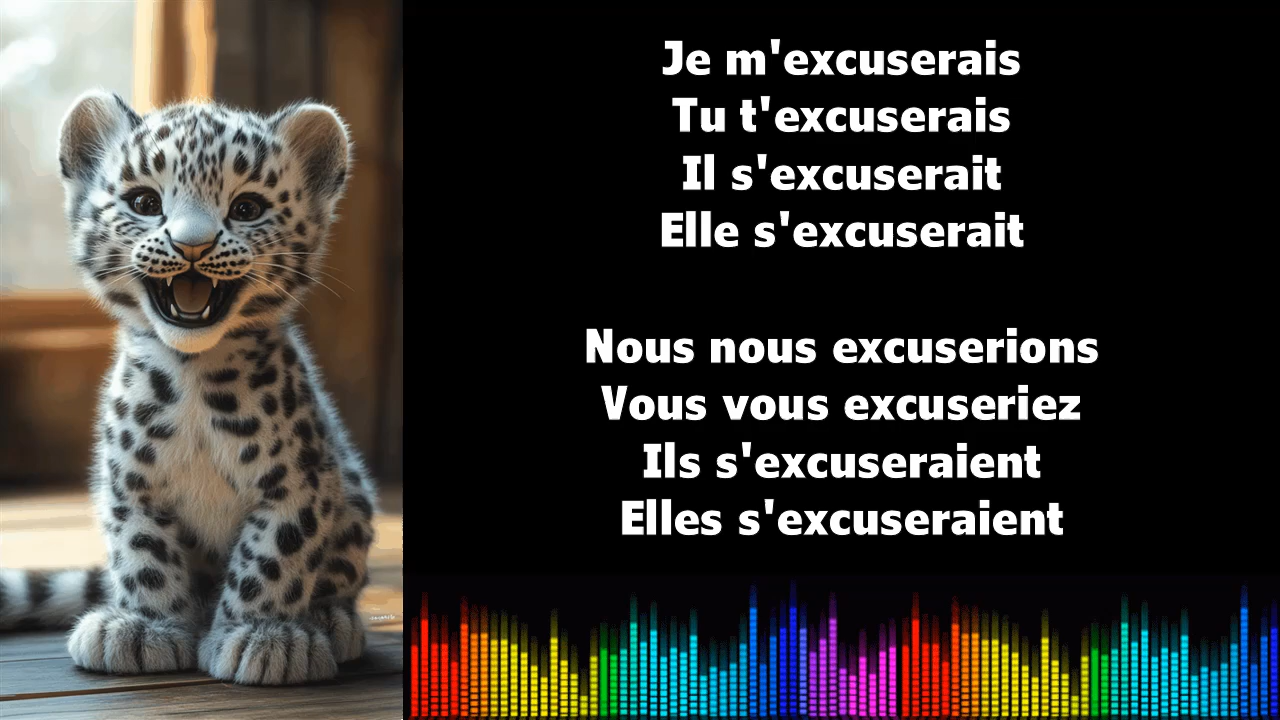 Je m'excuserais
Tu t'excuserais
Il s'excuserait
Elle s'excuserait
Nous nous excuserions
Vous vous excuseriez
Ils s'excuseraient
Elles s'excuseraient